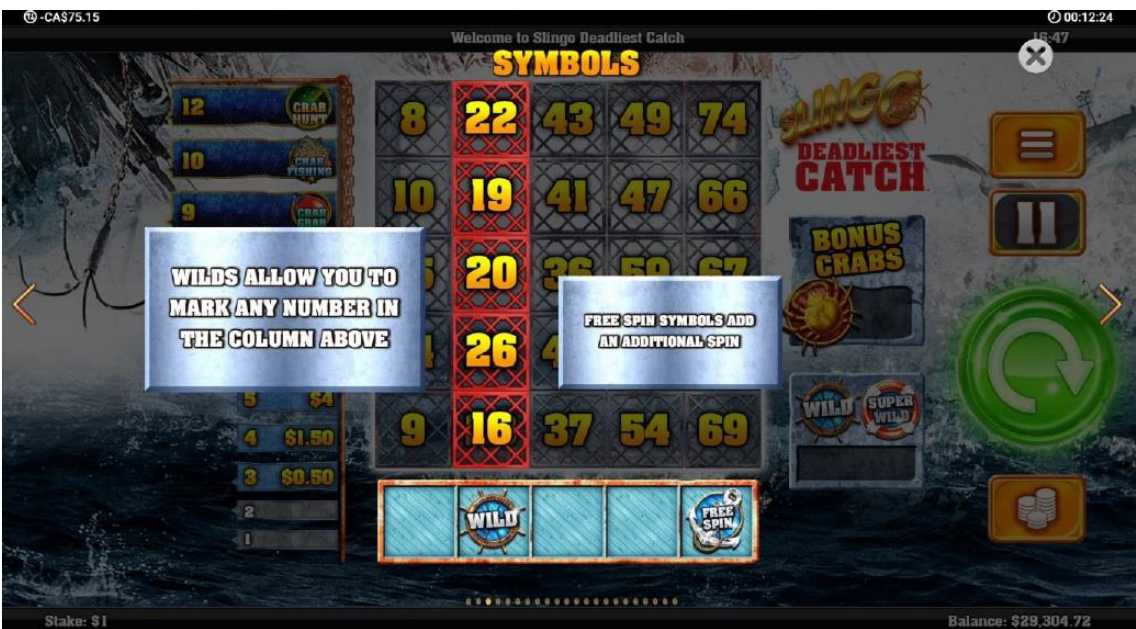 -CA$75.15
00:12:24
Welcome to Slingo Deadliest Catch
16:47
SYMBOLS
12 CRAB HUNT
10 CRAB FISHING
9 CRAB GRAB
8 22 43 49 74
10 19 41 47 66
20 36 59 67
26
9 16 37 54 69
SLINGO
DEADLIEST
CATCH
BONUS
CRABS
WILDS ALLOW YOU TO
MARK ANY NUMBER IN
THE COLUMN ABOVE
FREE SPIN SYMBOLS ADD
AN ADDITIONAL SPIN
5 $4
4 $1.50
3 $0.50
2
1
WILD
SUPER
WILD
WILD
FREE
SPIN
Stake: $1
Balance: $29,304.72